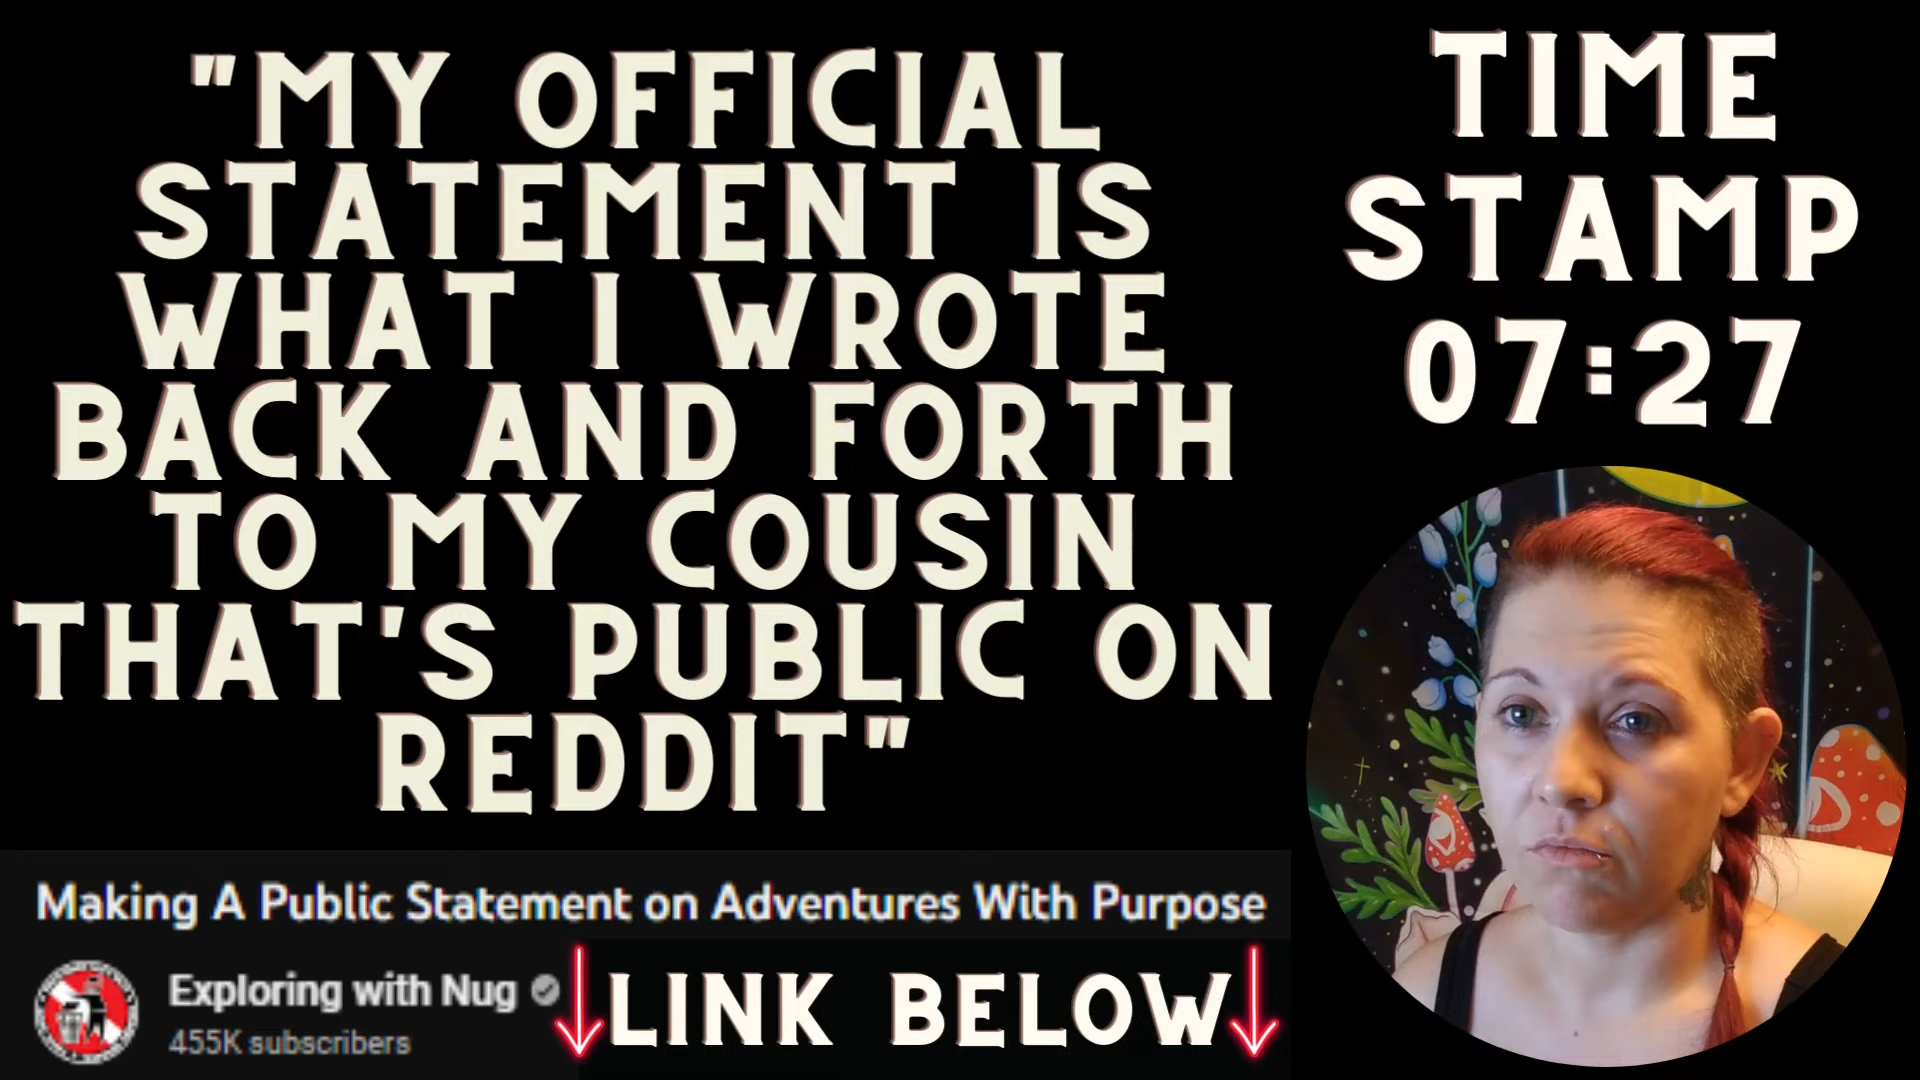 "MY OFFICIAL
STATEMENT IS
WHAT I WROTE
BACK AND FORTH
TO MY COUSIN
THAT'S PUBLIC ON
REDDIT"
TIME
STAMP
07:27
Making A Public Statement on Adventures With Purpose
Exploring with Nug
455K subscribers
LINK BELOW